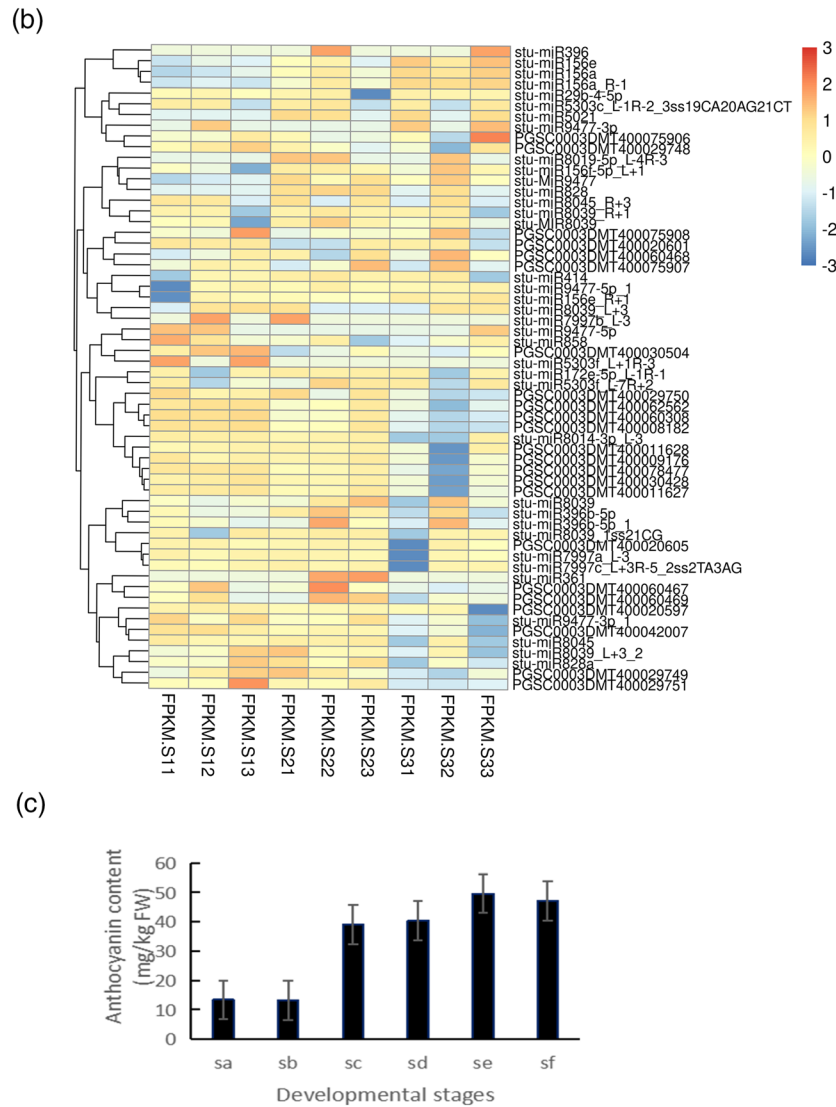 (b)
stu-miR396
stu-miR156e
stu-miR156a
stu-miR156a_R-1
stu-miR29b-4-5p
stu-miR5303c_L-1R-2_3ss19CA20AG21CT
stu-miR5021
stu-miR9477-3p
PGSC0003DMT400075906
PGSC0003DMT400029748
stu-miR8019-5p_L-4R-3
stu-miR156f-5p_L+1
stu-MIR9477
stu-miR828
stu-miR8045_R+3
stu-miR8039_R+1
stu-MIR8039
PGSC0003DMT400075908
PGSC0003DMT400020601
PGSC0003DMT400060468
PGSC0003DMT400075907
stu-miR414
stu-miR9477-5p_1
stu-miR156e_R+1
stu-miR8039_L+3
stu-miR7997b_L-3
stu-miR9477-5p
stu-miR858
PGSC0003DMT400030504
stu-miR5303f_L+1R-3
stu-miR172e-5p_L-1R-1
stu-miR5303f_L-7R+2
PGSC0003DMT400029750
PGSC0003DMT400062562
PGSC0003DMT400060308
PGSC0003DMT400008182
stu-miR8014-3p_L-3
PGSC0003DMT400011628
PGSC0003DMT400009176
PGSC0003DMT400078477
PGSC0003DMT400030428
PGSC0003DMT400011627
stu-miR8039
stu-miR396b-5p
stu-miR396b-5p_1
stu-miR8039_1ss21CG
PGSC0003DMT400020605
stu-miR7997a_L-3
stu-miR7997c_L+3R-5_2ss2TA3AG
stu-miR361
PGSC0003DMT400060467
PGSC0003DMT400060469
PGSC0003DMT400020597
stu-miR9477-3p_1
PGSC0003DMT400042007
stu-miR8045
stu-miR8039_L+3_2
stu-miR828a
PGSC0003DMT400029749
PGSC0003DMT400029751
3
2
1
0
-1
-2
-3
FPKM.S11
FPKM.S12
FPKM.S13
FPKM.S21
FPKM.S22
FPKM.S23
FPKM.S31
FPKM.S32
FPKM.S33
(c)
Anthocyanin content
(mg/kg FW)
60
50
40
30
20
10
0
sa sb sc sd se sf
Developmental stages